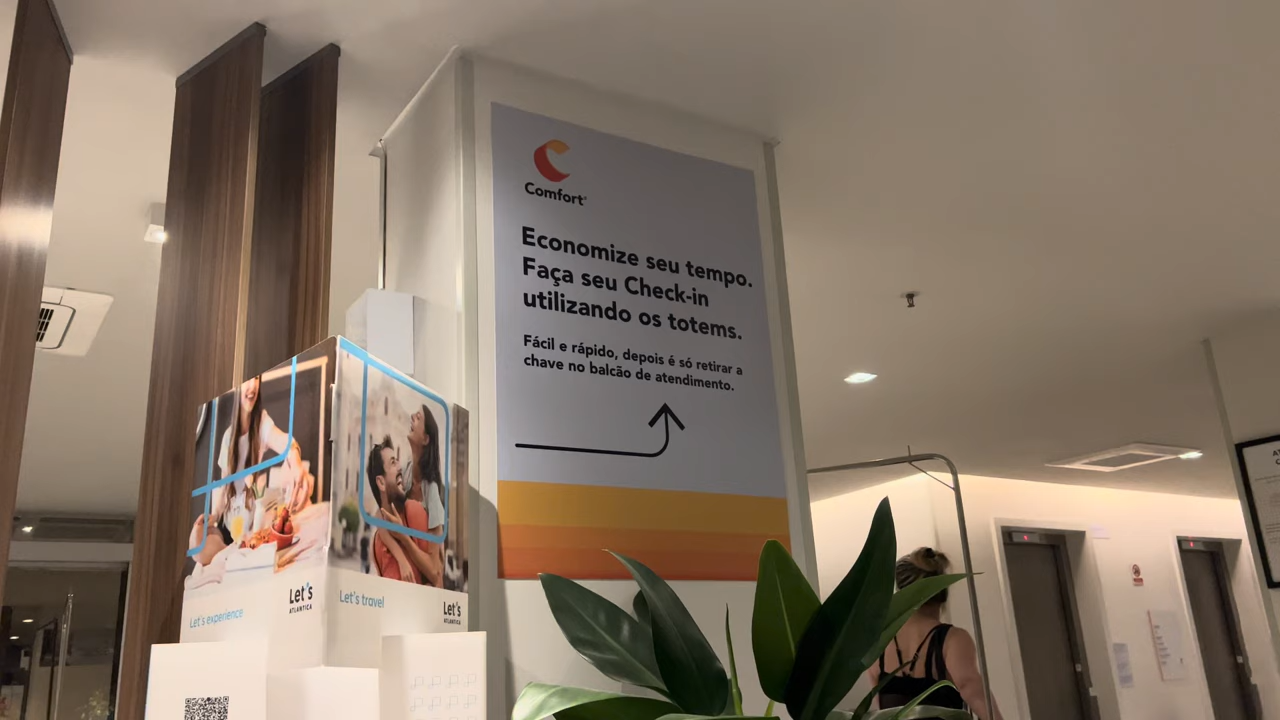 Comfort
Economize seu tempo.
Faça seu Check-in
utilizando os totems.
Fácil e rápido, depois é só retirar a
chave no balcão de atendimento.
Let's experience
Let's
ATLANTICA
Let's travel
Let's
ATLANTICA